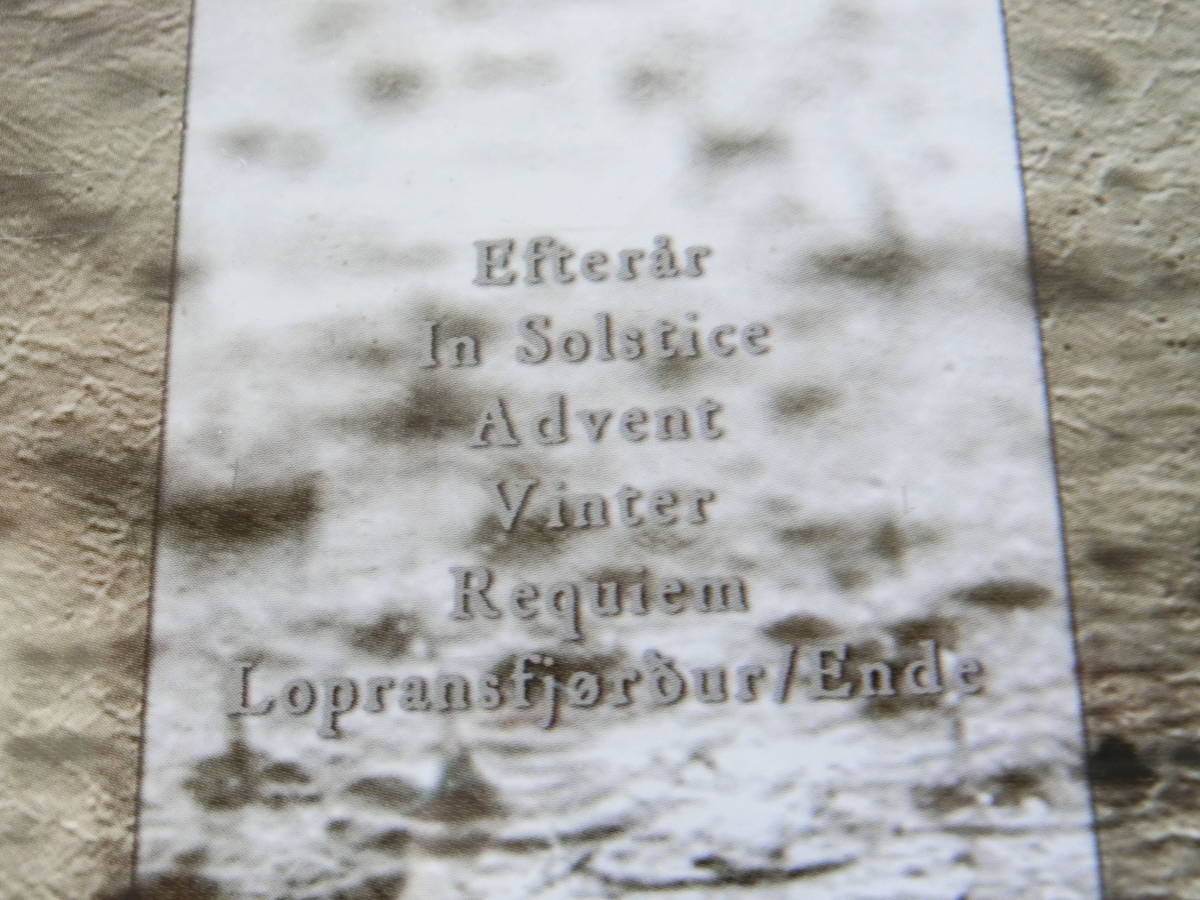 Efterår
In Solstice
Advent
Vinter
Requiem
Lopransfjørður/Ende